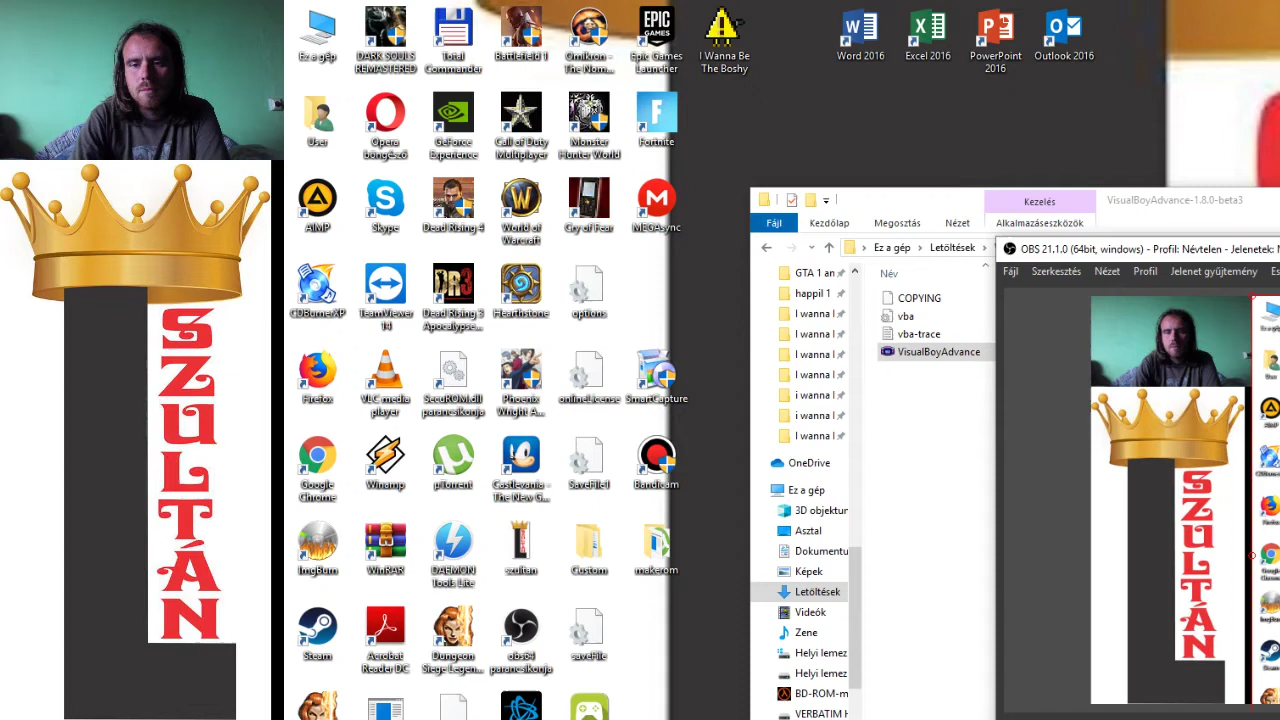 SZULTÁN
Ez a gép
DARK SOULS
REMASTERED
Total
Commander
Battlefield 1
Omikron -
The Nom...
Epic Games
Launcher
I Wanna Be
The Boshy
Word 2016
Excel 2016
PowerPoint
2016
Outlook 2016
EPIC
GAMES
User
Opera
böngésző
GeForce
Experience
Call of Duty
Multiplayer
Monster
Hunter World
Fortnite
AIMP
Skype
Dead Rising 4
World of
Warcraft
Cry of Fear
MEGAsync
CDBurnerXP
TeamViewer
14
Dead Rising 3
Apocalypse...
Hearthstone
options
Firefox
VLC media
player
SecuROM.dll
parancsikonja
Phoenix
Wright A...
onlineLicense
SmartCapture
Google
Chrome
Winamp
µTorrent
Castlevania -
The New G...
SaveFile1
Bandicam
ImgBurn
WinRAR
DAEMON
Tools Lite
szultan
Custom
makerom
Steam
Acrobat
Reader DC
Dungeon
Siege Legen...
obs64
parancsikonja
saveFile
Kezelés
VisualBoyAdvance-1.8.0-beta3
Fájl
Kezdőlap
Megosztás
Nézet
Alkalmazáseszközök
Ez a gép
Letöltések
GTA 1 an
happil 1
I wanna l
I wanna l
I wanna l
I wanna l
i wanna l
i wanna l
I wanna l
OneDrive
Ez a gép
3D objektur
Asztal
Dokumentu
Képek
Letöltések
Videók
Zene
Helyi lemez
Helyi lemez
BD-ROM-m
VERBATIM H
Név
COPYING
vba
vba-trace
VisualBoyAdvance
OBS 21.1.0 (64bit, windows) - Profil: Névtelen - Jelenetek:
Fájl
Szerkesztés
Nézet
Profil
Jelenet gyűjtemény
Es
SZULTÁN